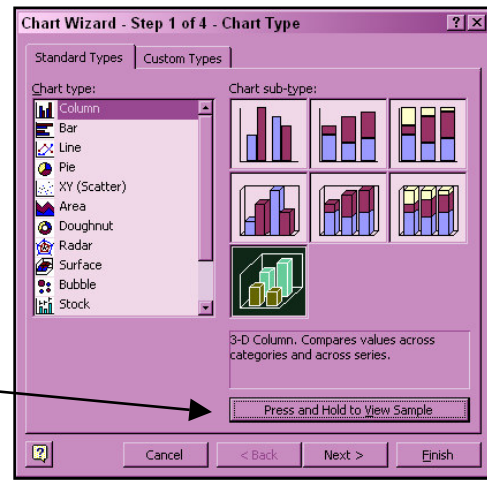 Chart Wizard - Step 1 of 4 - Chart Type
Standard Types
Custom Types
Chart type:
Column
Bar
Line
Pie
XY (Scatter)
Area
Doughnut
Radar
Surface
Bubble
Stock
Chart sub-type:
3-D Column. Compares values across
categories and across series.
Press and Hold to View Sample
Cancel
< Back
Next >
Finish